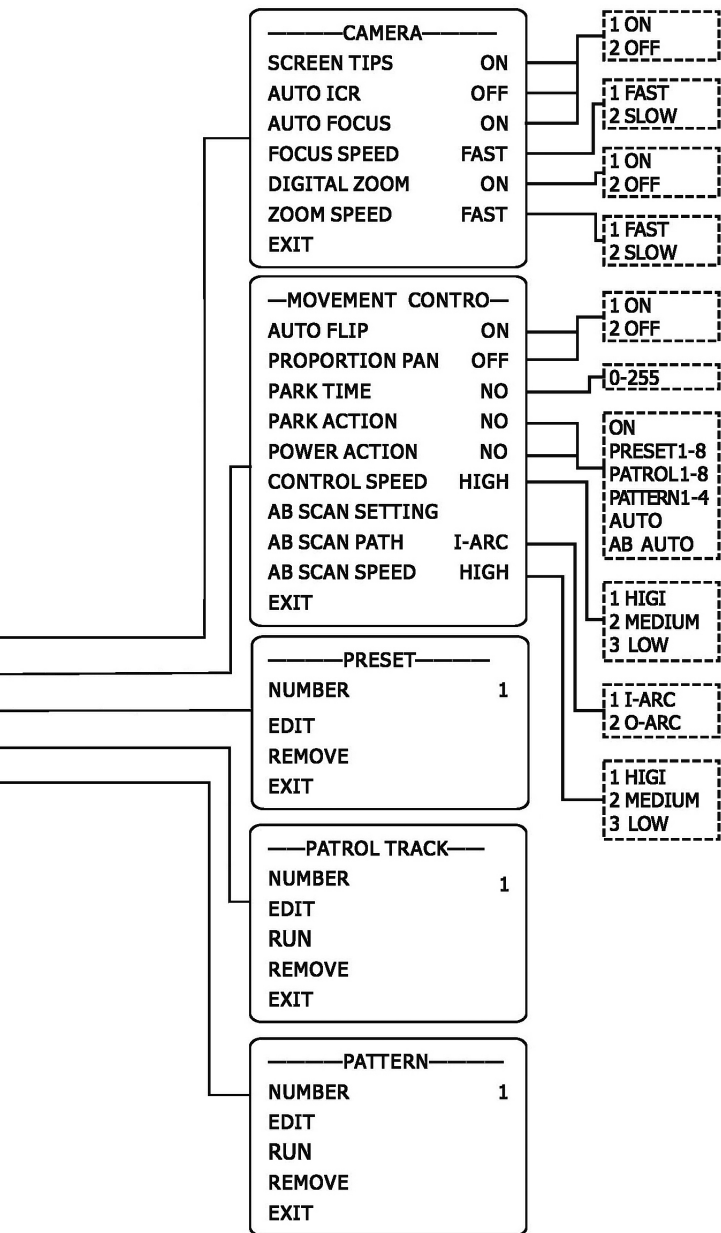 ————CAMERA————
SCREEN TIPS ON
AUTO ICR OFF
AUTO FOCUS ON
FOCUS SPEED FAST
DIGITAL ZOOM ON
ZOOM SPEED FAST
EXIT
1 ON
2 OFF
1 FAST
2 SLOW
1 ON
2 OFF
1 FAST
2 SLOW
—MOVEMENT CONTRO—
AUTO FLIP ON
PROPORTION PAN OFF
PARK TIME NO
PARK ACTION NO
POWER ACTION NO
CONTROL SPEED HIGH
AB SCAN SETTING
AB SCAN PATH I-ARC
AB SCAN SPEED HIGH
EXIT
1 ON
2 OFF
0-255
ON
PRESET1-8
PATROL1-8
PATTERN1-4
AUTO
AB AUTO
1 HIGI
2 MEDIUM
3 LOW
1 I-ARC
2 O-ARC
1 HIGI
2 MEDIUM
3 LOW
————PRESET————
NUMBER 1
EDIT
REMOVE
EXIT
——PATROL TRACK——
NUMBER 1
EDIT
RUN
REMOVE
EXIT
————PATTERN————
NUMBER 1
EDIT
RUN
REMOVE
EXIT